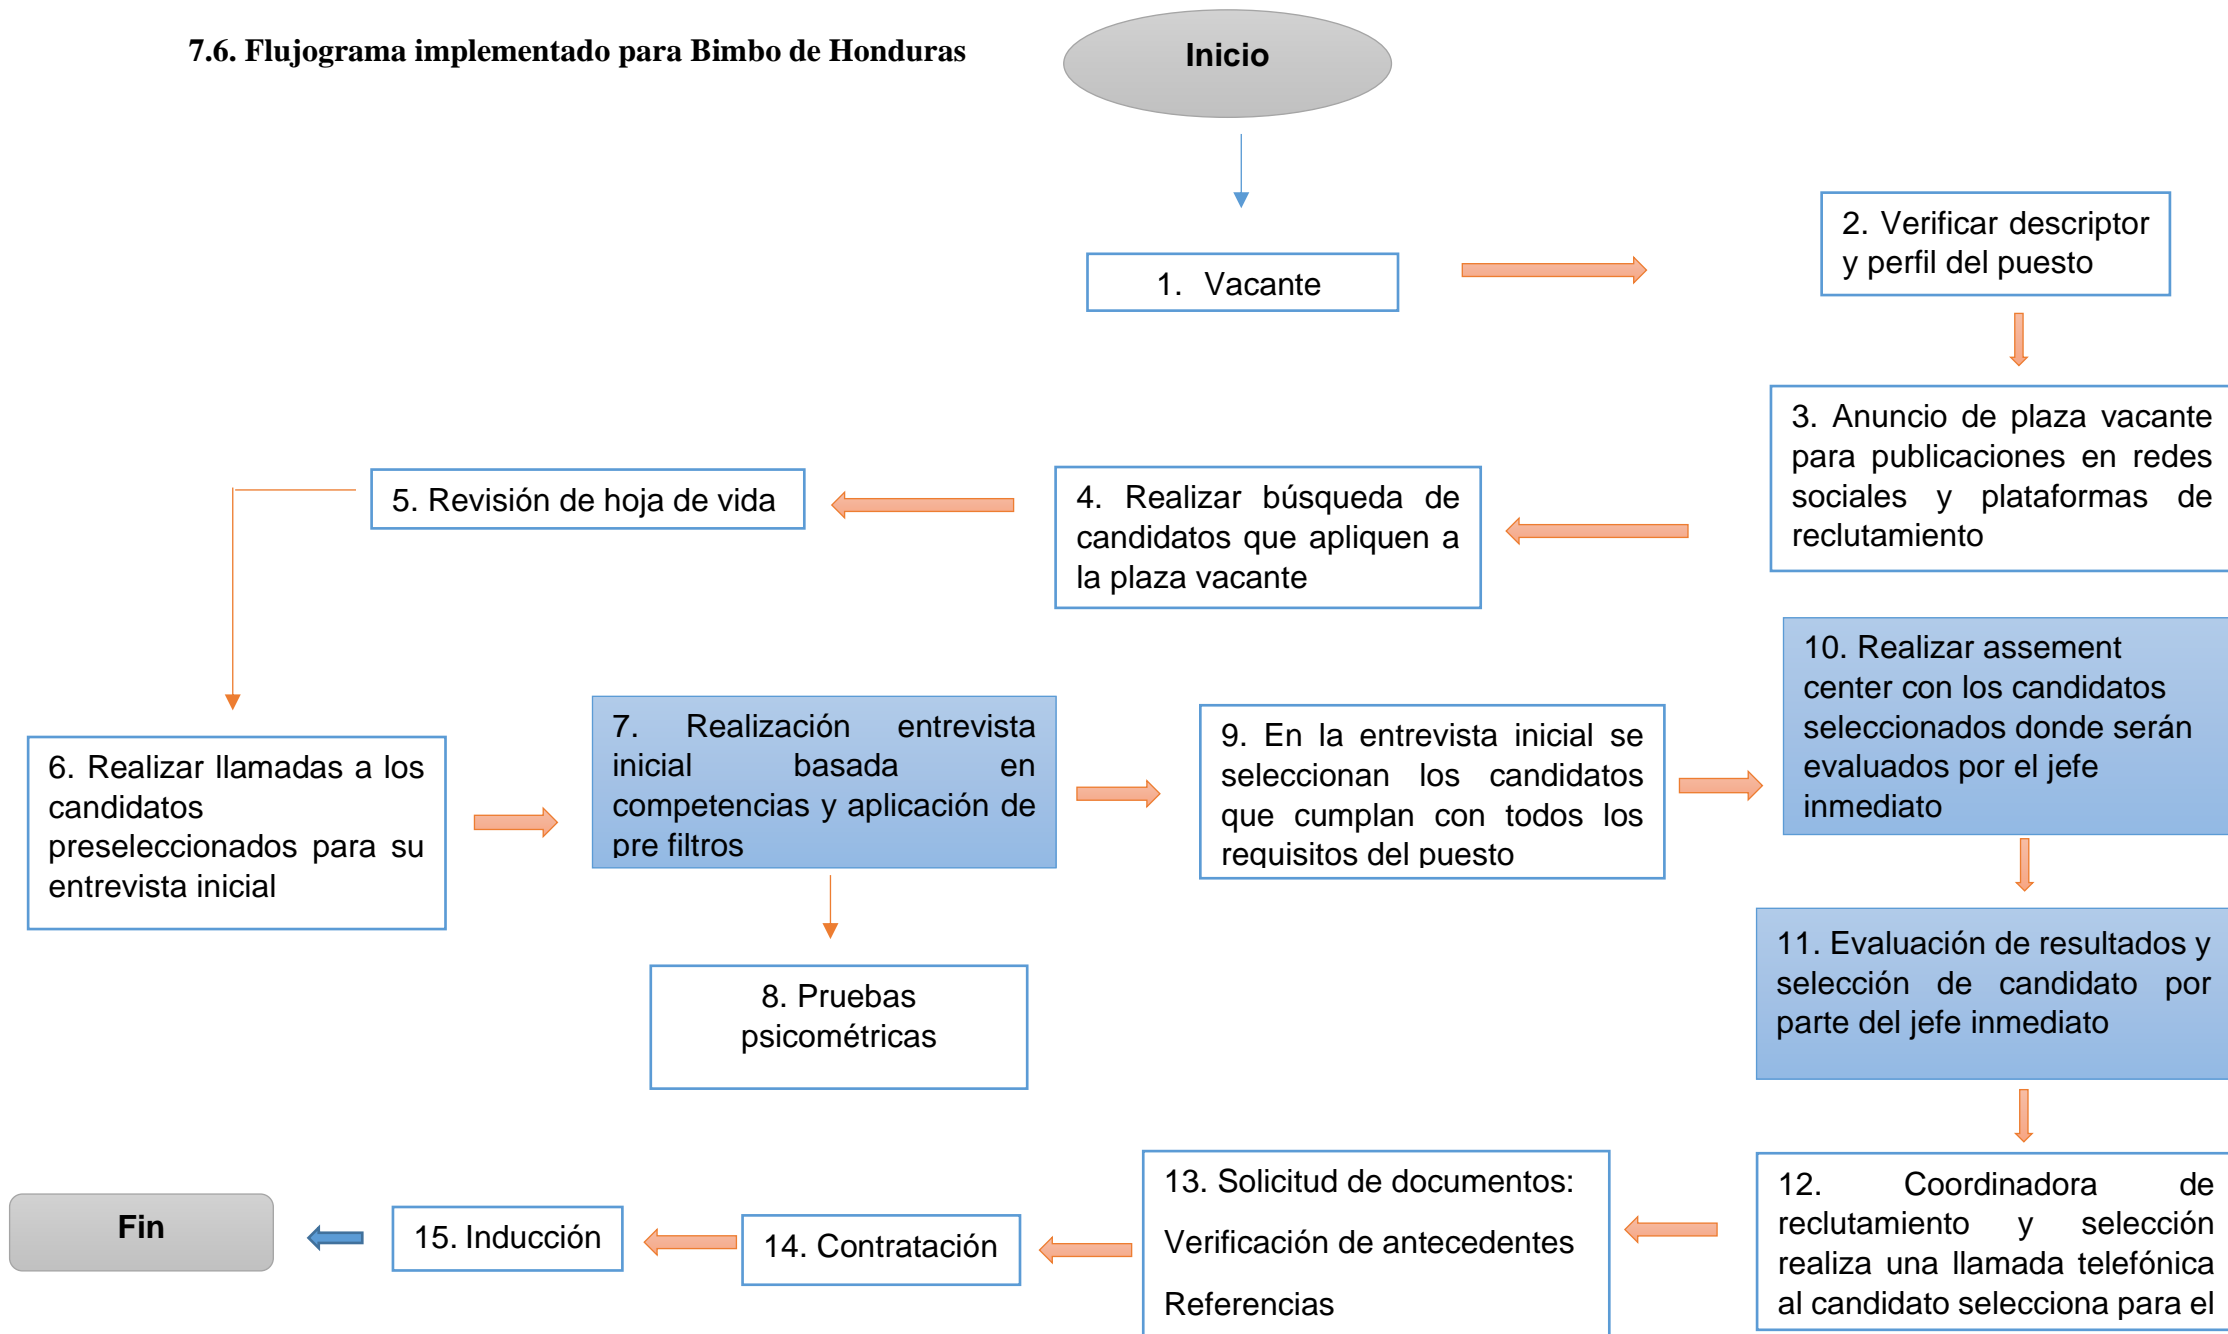 7.6. Flujograma implementado para Bimbo de Honduras
Inicio
1. Vacante
2. Verificar descriptor
y perfil del puesto
3. Anuncio de plaza vacante
para publicaciones en redes
sociales y plataformas de
reclutamiento
4. Realizar búsqueda de
candidatos que apliquen a
la plaza vacante
5. Revisión de hoja de vida
6. Realizar llamadas a los
candidatos
preseleccionados para su
entrevista inicial
7. Realización entrevista
inicial basada en
competencias y aplicación de
pre filtros
8. Pruebas
psicométricas
9. En la entrevista inicial se
seleccionan los candidatos
que cumplan con todos los
requisitos del puesto
10. Realizar assement
center con los candidatos
seleccionados donde serán
evaluados por el jefe
inmediato
11. Evaluación de resultados y
selección de candidato por
parte del jefe inmediato
12. Coordinadora de
reclutamiento y selección
realiza una llamada telefónica
al candidato selecciona para el
13. Solicitud de documentos:
Verificación de antecedentes
Referencias
14. Contratación
15. Inducción
Fin